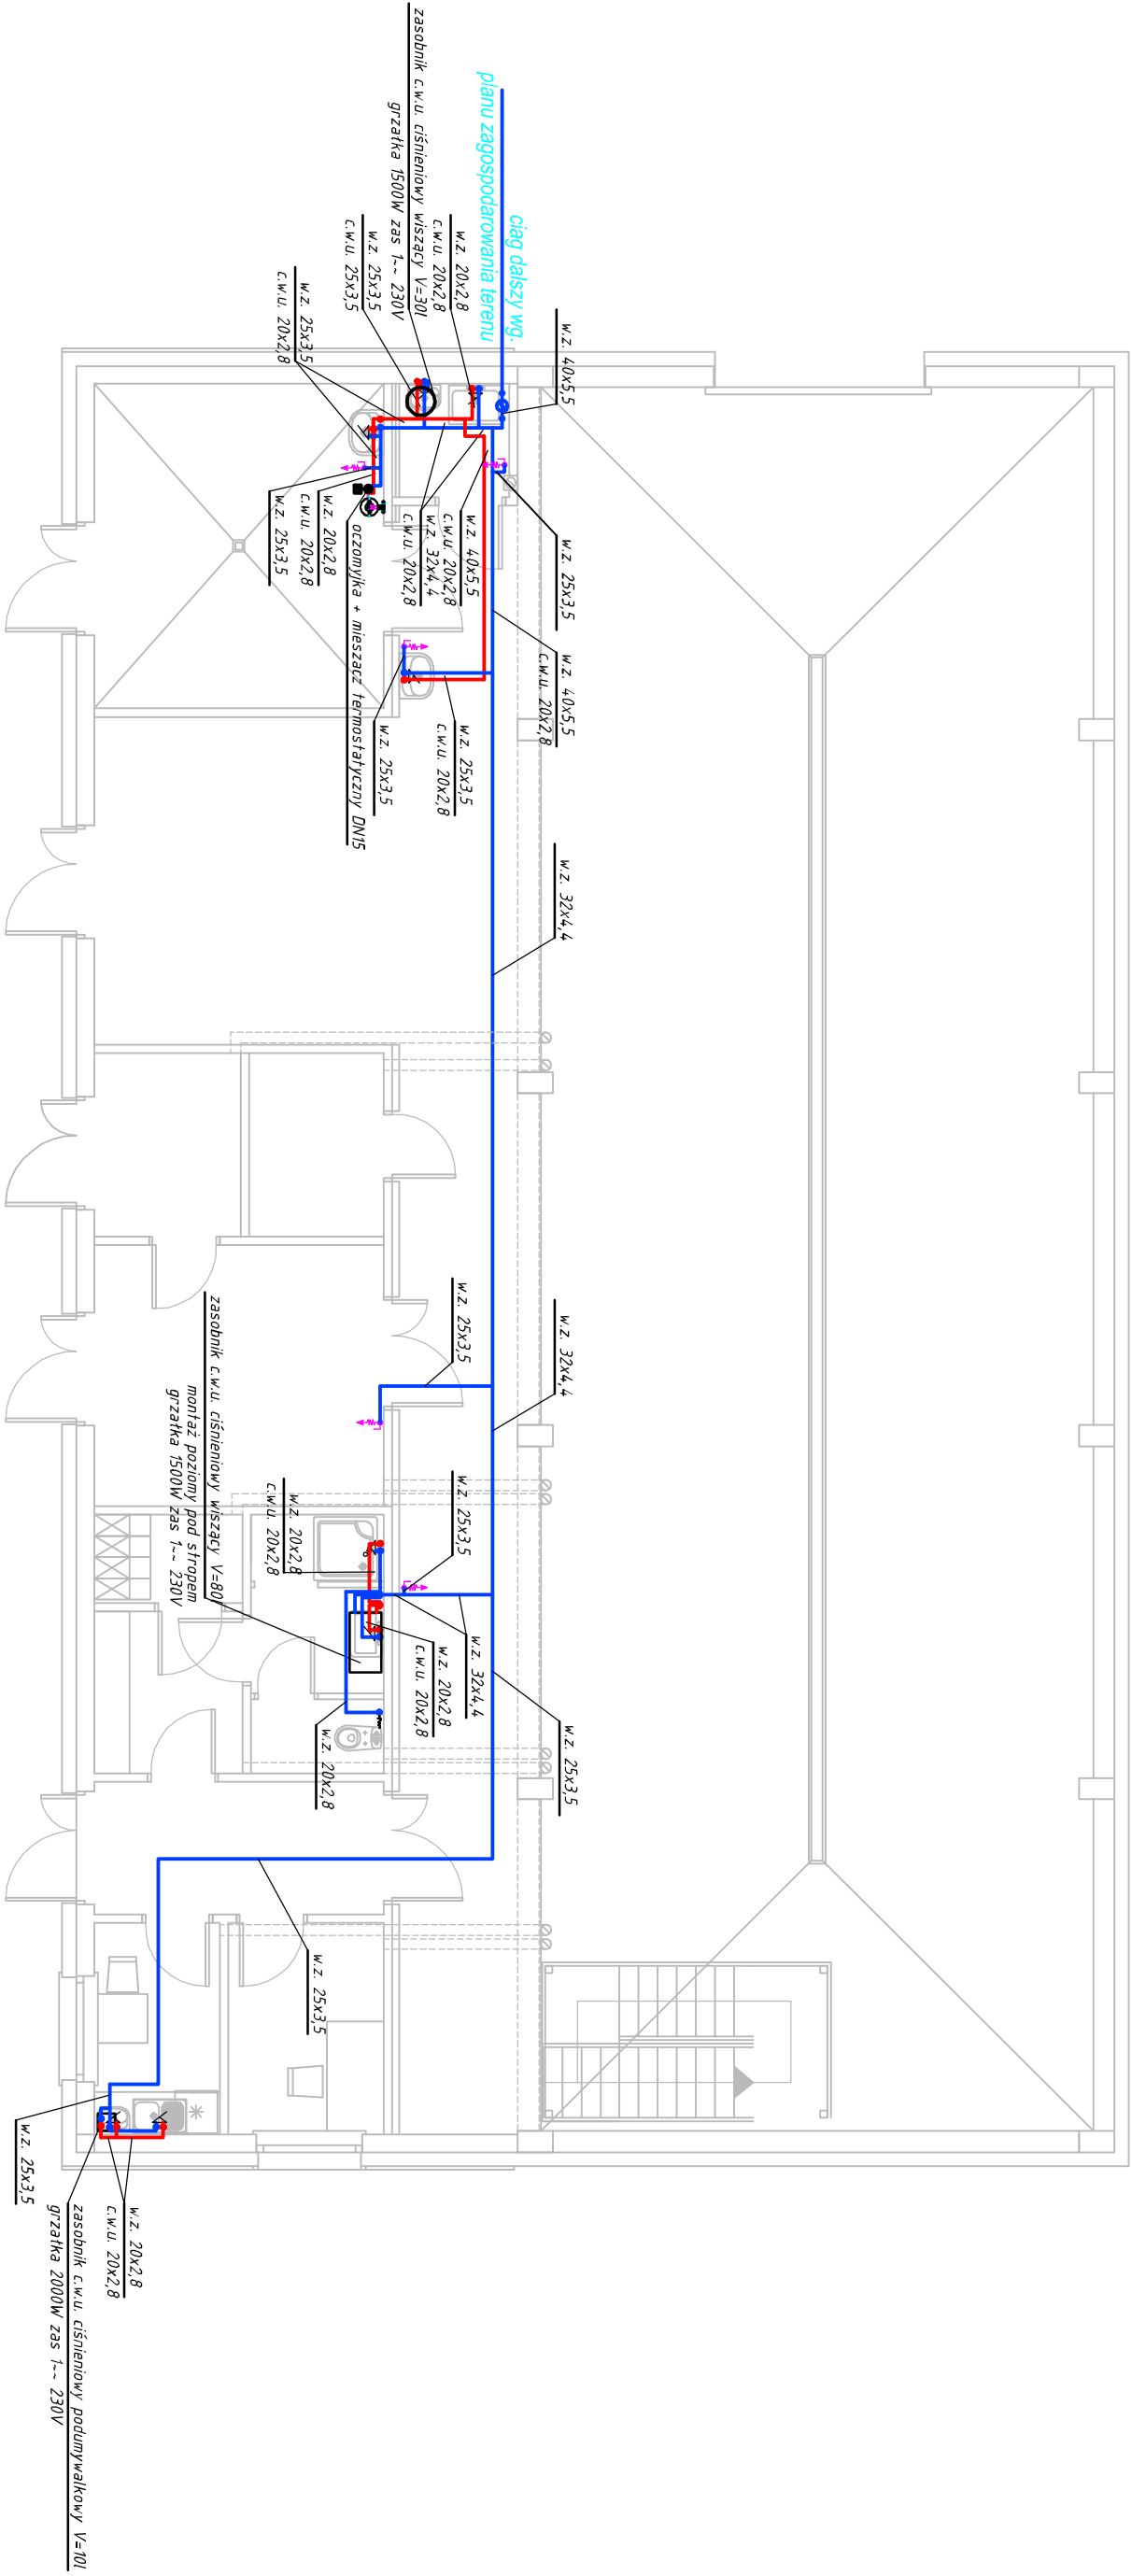 ciąg dalszy wg.
planu zagospodarowania terenu
w.z. 40x5,5
w.z. 20x2,8
c.w.u. 20x2,8
zasobnik c.w.u. ciśnieniowy wiszący V=30l
grzałka 1500W zas 1~~ 230V
w.z. 25x3,5
c.w.u. 25x3,5
w.z. 25x3,5
c.w.u. 20x2,8
w.z. 25x3,5
w.z. 40x5,5
c.w.u. 20x2,8
w.z. 32x4,4
c.w.u. 20x2,8
w.z. 20x2,8
c.w.u. 20x2,8
w.z. 25x3,5
oczomyjka + mieszacz termostatyczny DN15
w.z. 40x5,5
c.w.u. 20x2,8
w.z. 25x3,5
c.w.u. 20x2,8
w.z. 25x3,5
w.z. 32x4,4
w.z. 32x4,4
w.z. 25x3,5
zasobnik c.w.u. ciśnieniowy wiszący V=80l
montaż poziomy pod stropem
grzałka 1500W zas 1~~ 230V
w.z. 25x3,5
w.z. 20x2,8
c.w.u. 20x2,8
w.z. 32x4,4
w.z. 20x2,8
c.w.u. 20x2,8
w.z. 20x2,8
w.z. 25x3,5
w.z. 25x3,5
w.z. 25x3,5
w.z. 20x2,8
c.w.u. 20x2,8
zasobnik c.w.u. ciśnieniowy podumywalkowy V=10l
grzałka 2000W zas 1~~ 230V